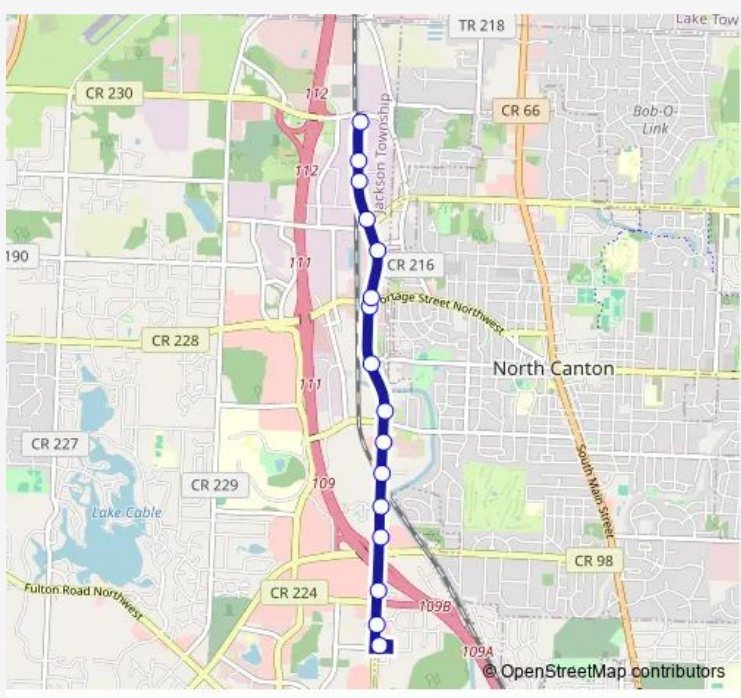 TR 218
Lake Tow
CR 230
112
CR 66
Bob-O-
Link
Jackson Township
112
190
111
CR 216
ortage Street Northwest
CR 228
North Canton
111
CR 227
South Main Street
CR 229
109
Lake Cable
CR 98
Fulton Road Northwest
CR 224
109B
109A
© OpenStreetMap contributors